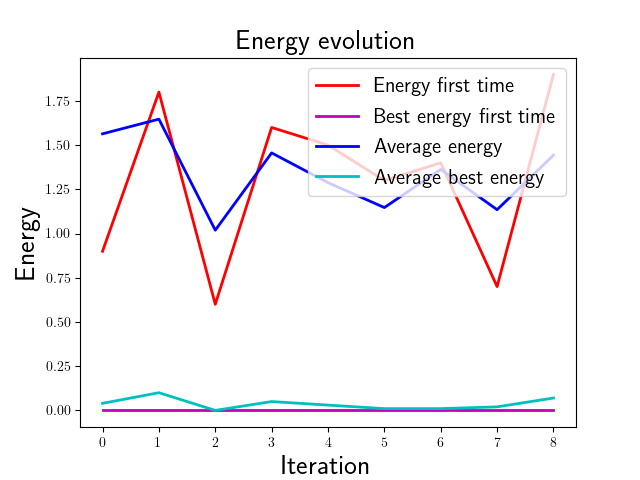 Energy evolution
Energy first time
Best energy first time
Average energy
Average best energy
Energy
1.75
1.50
1.25
1.00
0.75
0.50
0.25
0.00
0 1 2 3 4 5 6 7 8
Iteration